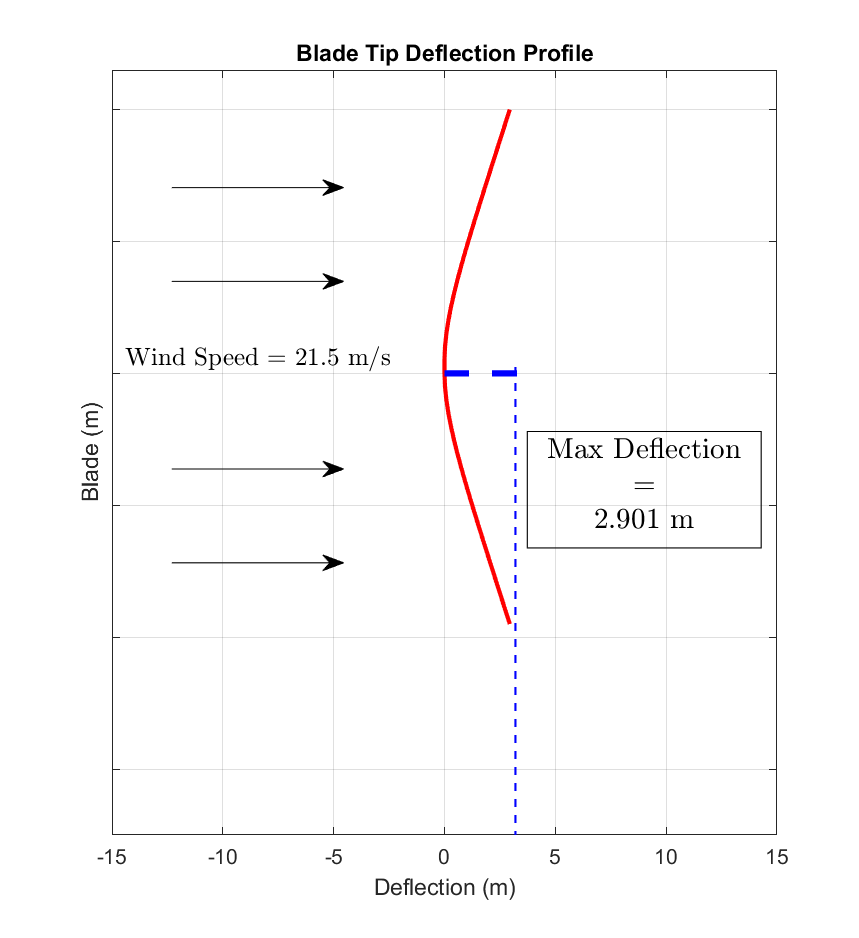 Blade Tip Deflection Profile
Wind Speed = 21.5 m/s
Blade (m)
Max Deflection
=
2.901 m
-15 -10 -5 0 5 10 15
Deflection (m)